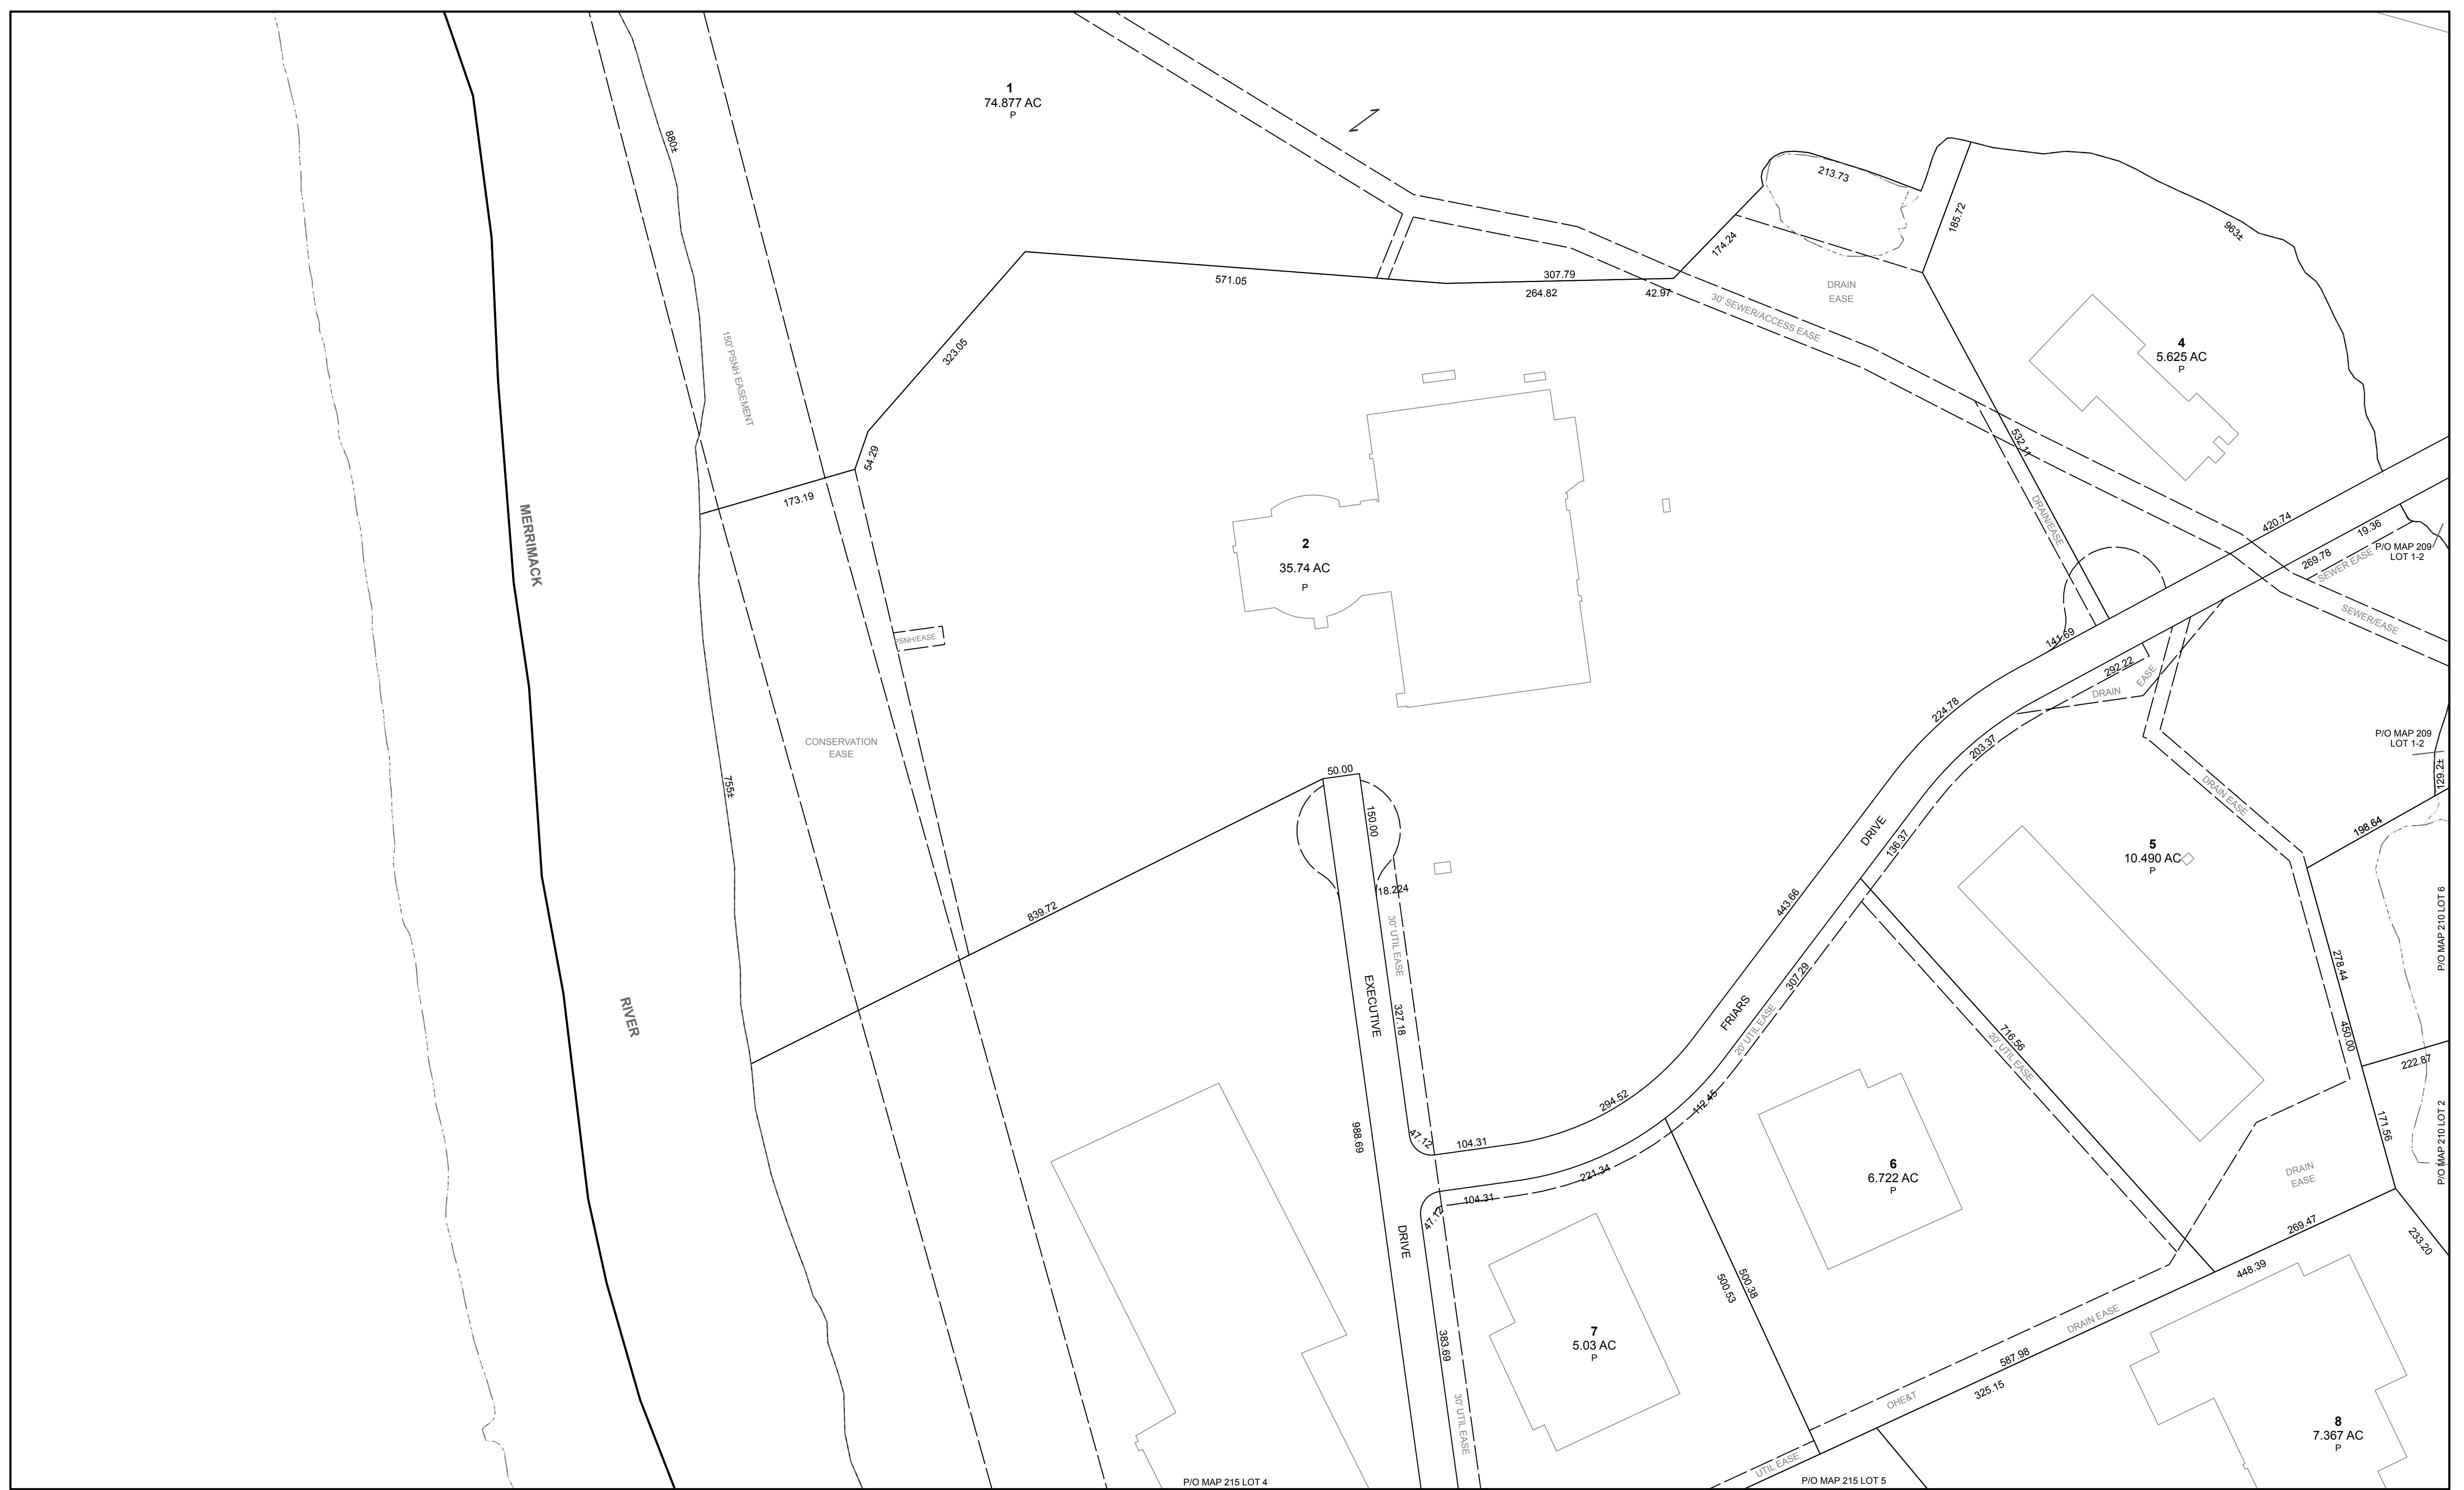 1
74.877 AC
P
880±
213.73
185.72
963±
174.24
571.05
307.79
264.82
42.97
30' SEWER/ACCESS EASE
DRAIN
EASE
4
5.625 AC
P
150' PSNH EASEMENT
323.05
54.29
173.19
MERRIMACK
532.11
DRAIN/EASE
420.74
19.36
269.78
SEWER EASE
P/O MAP 209
LOT 1-2
2
35.74 AC
P
PSNH/EASE
SEWER/EASE
141.69
292.22
DRAIN
EASE
224.78
203.37
CONSERVATION
EASE
755±
P/O MAP 209
LOT 1-2
129.2±
50.00
150.00
DRAIN EASE
198.64
DRIVE
136.37
5
10.490 AC
P
18.224
839.72
443.66
30' UTIL EASE
P/O MAP 210 LOT 6
278.44
RIVER
EXECUTIVE
327.18
FRIARS
307.29
20' UTIL EASE
716.56
20' UTIL EASE
450.00
222.87
988.69
47.12
104.31
294.52
112.45
171.56
P/O MAP 210 LOT 2
6
6.722 AC
P
221.34
104.31
47.12
DRAIN
EASE
DRIVE
269.47
233.20
448.39
500.38
500.53
DRAIN EASE
7
5.03 AC
P
383.69
587.98
325.15
OHE&T
30' UTIL EASE
8
7.367 AC
P
UTIL EASE
P/O MAP 215 LOT 4
P/O MAP 215 LOT 5